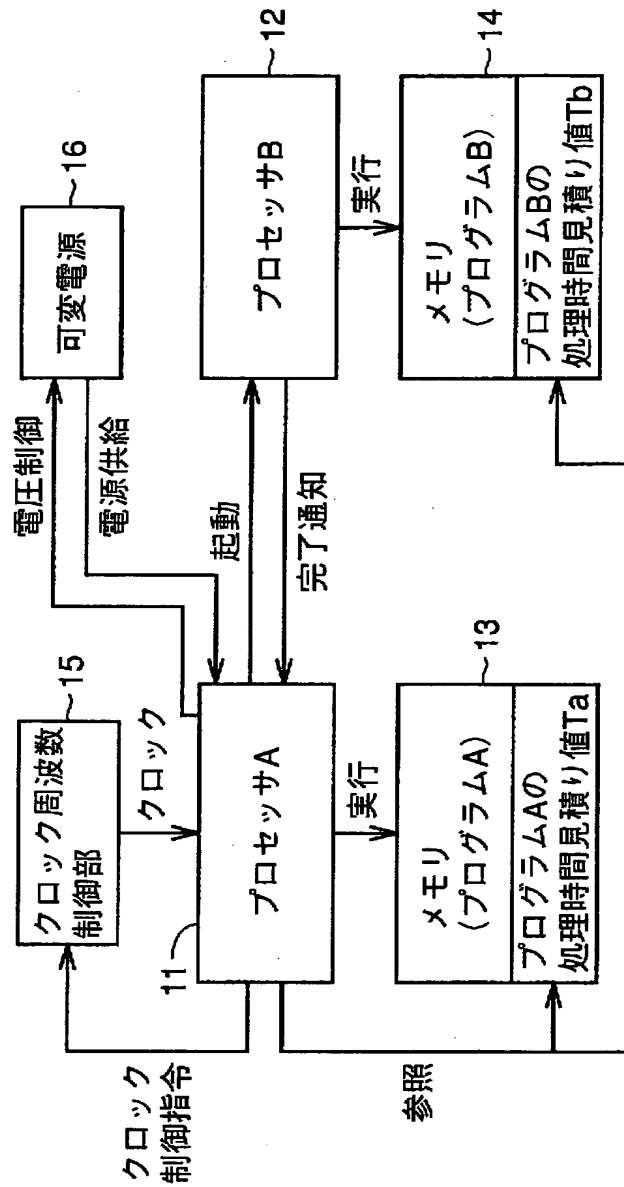 クロック
制御指令
クロック周波数
制御部
15
クロック
電圧制御
電源供給
可変電源
16
11
プロセッサA
起動
完了通知
プロセッサB
12
参照
実行
実行
メモリ
(プログラムA)
13
プログラムAの
処理時間見積り値Ta
メモリ
(プログラムB)
14
プログラムBの
処理時間見積り値Tb